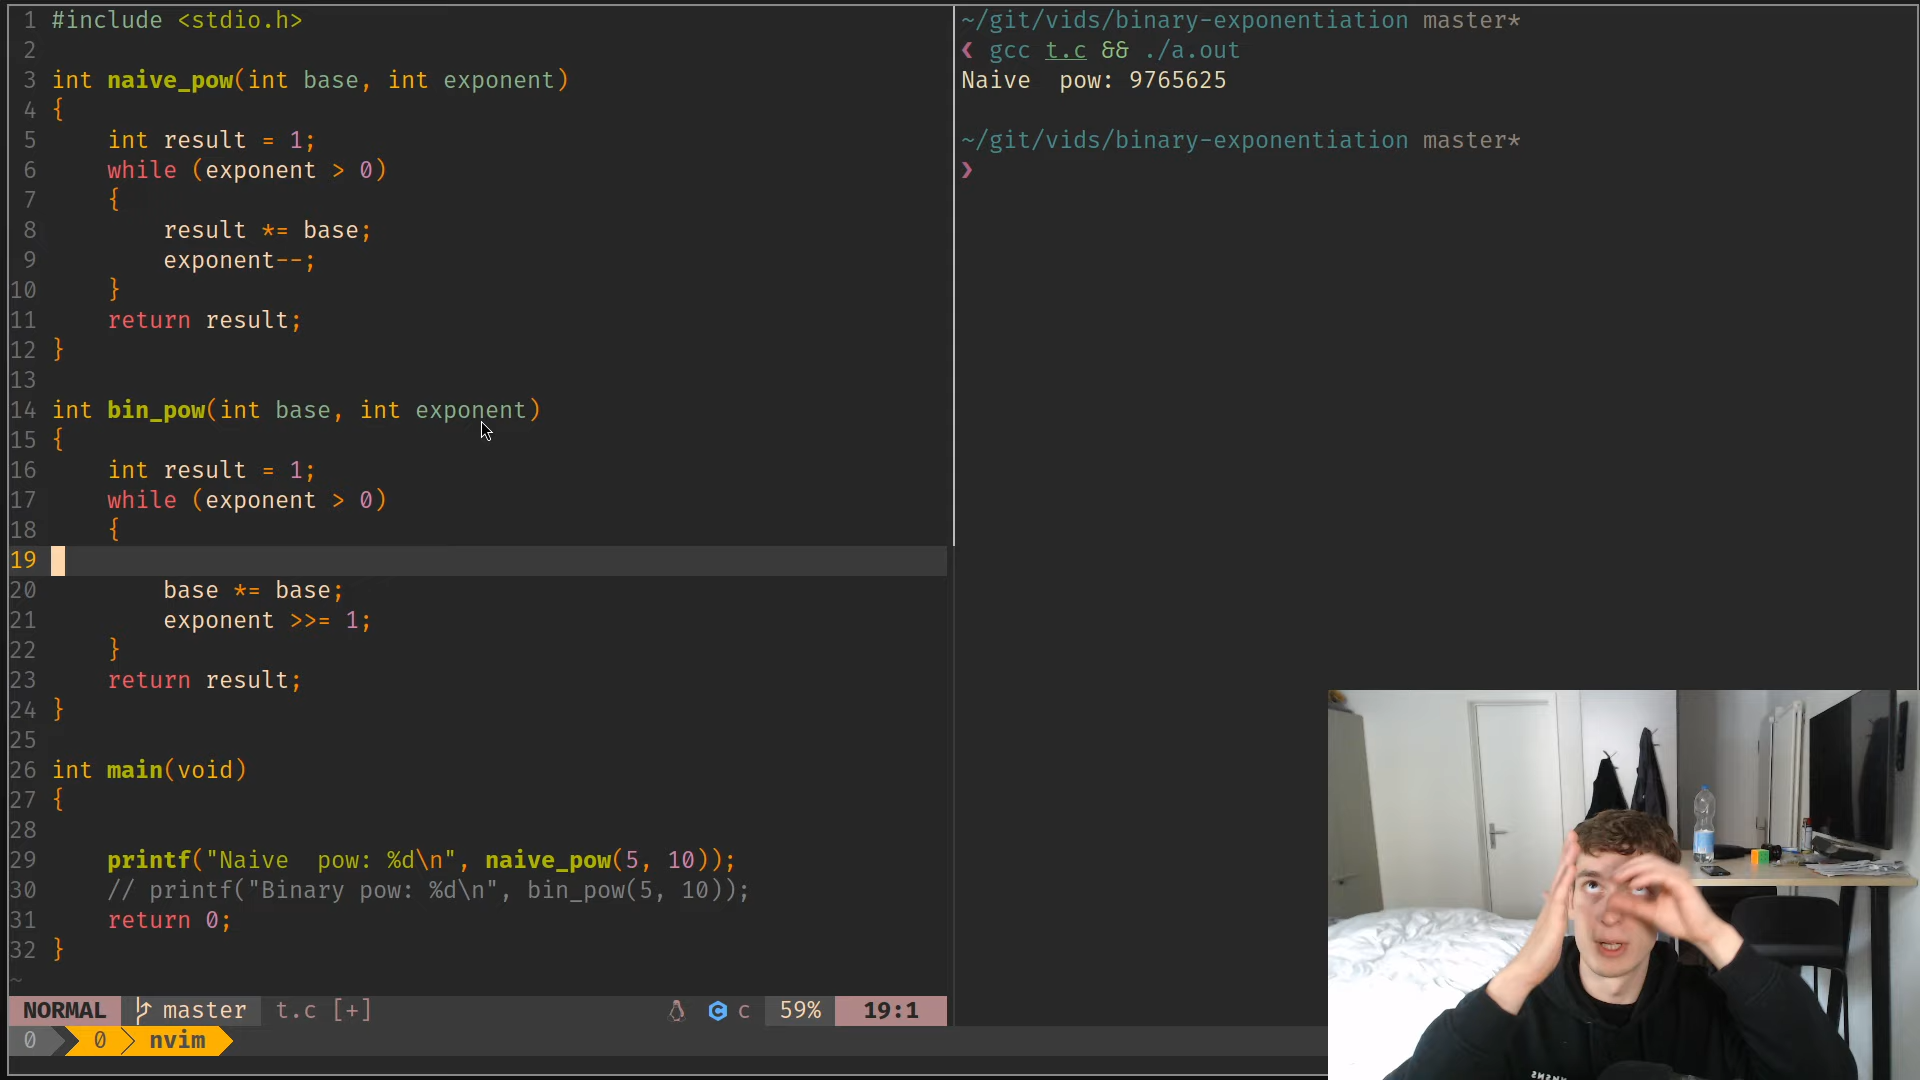 1 #include <stdio.h>
2
3 int naive_pow(int base, int exponent)
4 {
5     int result = 1;
6     while (exponent > 0)
7     {
8         result *= base;
9         exponent--;
10     }
11     return result;
12 }
13
14 int bin_pow(int base, int exponent)
15 {
16     int result = 1;
17     while (exponent > 0)
18     {
19
20         base *= base;
21         exponent >>= 1;
22     }
23     return result;
24 }
25
26 int main(void)
27 {
28
29     printf("Naive  pow: %d\n", naive_pow(5, 10));
30     // printf("Binary pow: %d\n", bin_pow(5, 10));
31     return 0;
32 }
~
NORMAL master t.c [+] c 59% 19:1
0 0 nvim
~/git/vids/binary-exponentiation master*
❮ gcc t.c && ./a.out
Naive  pow: 9765625
~/git/vids/binary-exponentiation master*
❯